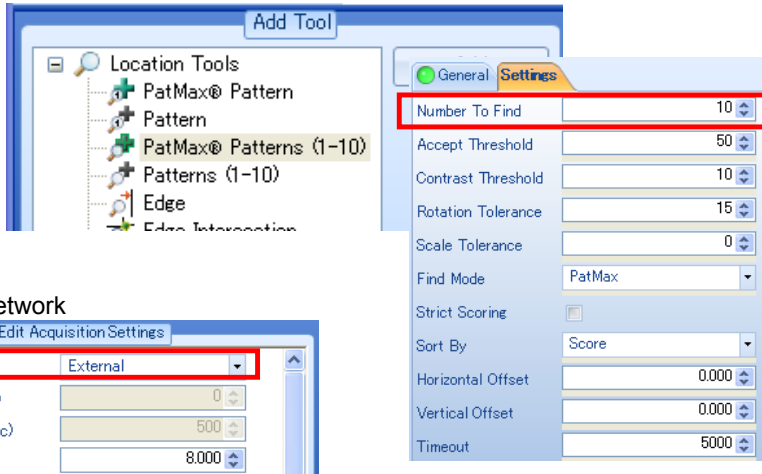 Add Tool
Location Tools
PatMax® Pattern
Pattern
PatMax® Patterns (1-10)
Patterns (1-10)
Edge
Edge Intersection
General Settings
Number To Find 10
Accept Threshold 50
Contrast Threshold 10
Rotation Tolerance 15
Scale Tolerance 0
Find Mode PatMax
Strict Scoring
Sort By Score
Horizontal Offset 0.000
Vertical Offset 0.000
Timeout 5000
etwork
Edit Acquisition Settings
External
0
c) 500
8.000